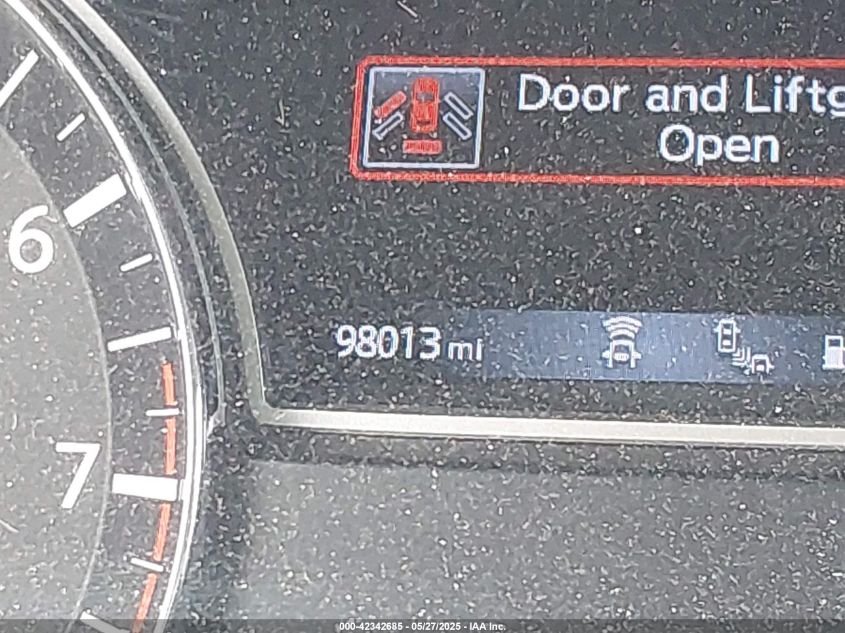 Door and Liftg
Open
6
98013 mi
7
000-42342685 - 05/27/2025 - IAA Inc.